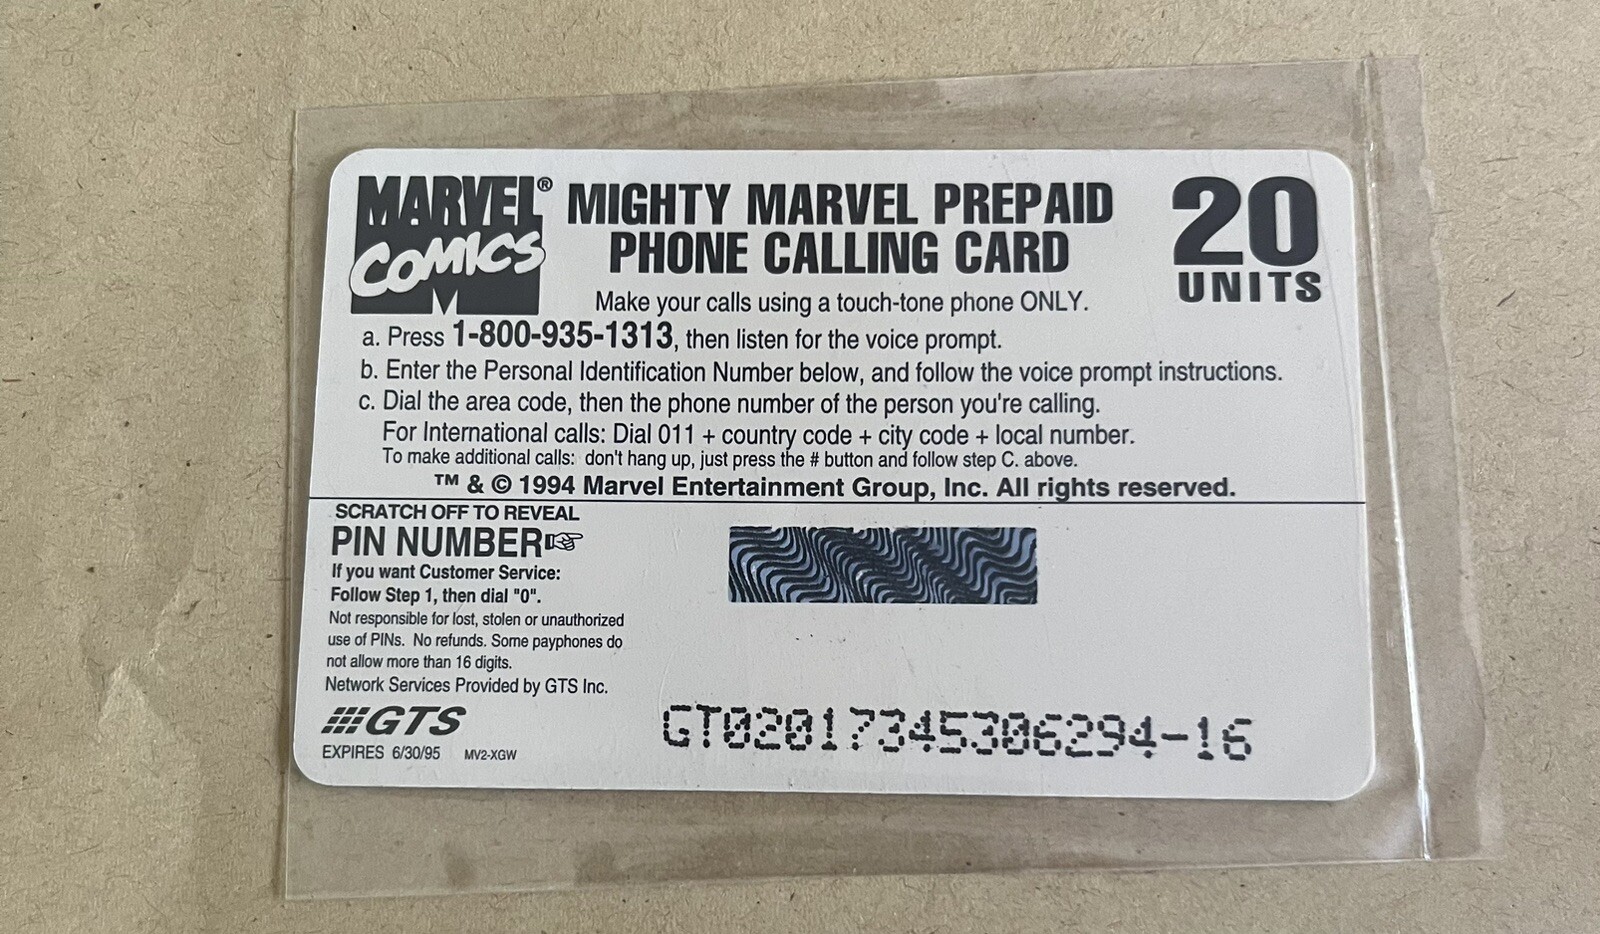 MARVEL® COMICS
MIGHTY MARVEL PREPAID
PHONE CALLING CARD
20
UNITS
Make your calls using a touch-tone phone ONLY.
a. Press 1-800-935-1313, then listen for the voice prompt.
b. Enter the Personal Identification Number below, and follow the voice prompt instructions.
c. Dial the area code, then the phone number of the person you're calling.
For International calls: Dial 011 + country code + city code + local number.
To make additional calls: don't hang up, just press the # button and follow step C. above.
™ & © 1994 Marvel Entertainment Group, Inc. All rights reserved.
SCRATCH OFF TO REVEAL
PIN NUMBER☞
If you want Customer Service:
Follow Step 1, then dial "0".
Not responsible for lost, stolen or unauthorized
use of PINs. No refunds. Some payphones do
not allow more than 16 digits.
Network Services Provided by GTS Inc.
GTS
EXPIRES 6/30/95 MV2-XGW
GT02017345306294-16